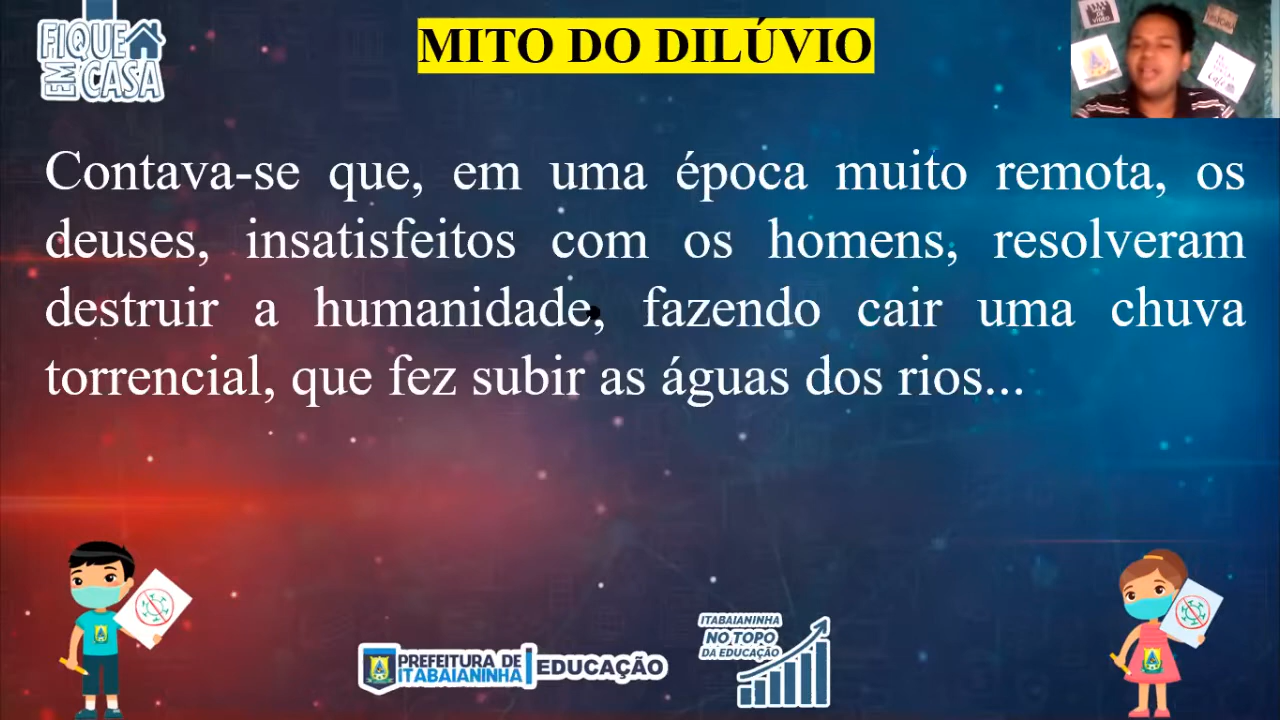 FIQUE
EM
CASA
MITO DO DILÚVIO
Contava-se que, em uma época muito remota, os
deuses, insatisfeitos com os homens, resolveram
destruir a humanidade, fazendo cair uma chuva
torrencial, que fez subir as águas dos rios...
PREFEITURA DE
ITABAIANINHA
EDUCAÇÃO
ITABAIANINHA
NO TOPO
DA EDUCAÇÃO